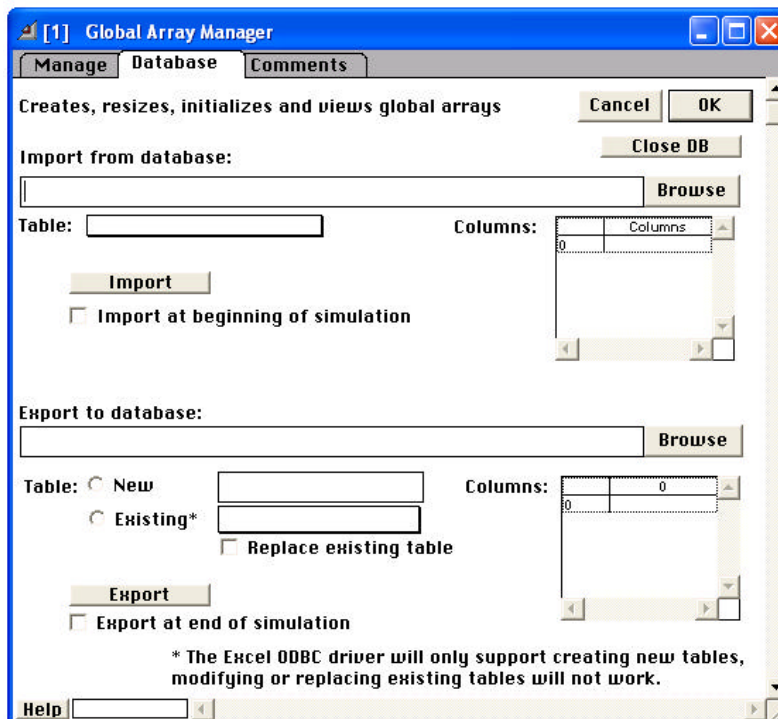 [1] Global Array Manager
Manage Database Comments
Creates, resizes, initializes and views global arrays Cancel OK
Close DB
Import from database:
Browse
Table: Columns: Columns
0
Import
Import at beginning of simulation
Export to database:
Browse
Table: New Columns: 0
Existing* 0
Replace existing table
Export
Export at end of simulation
* The Excel ODBC driver will only support creating new tables,
modifying or replacing existing tables will not work.
Help